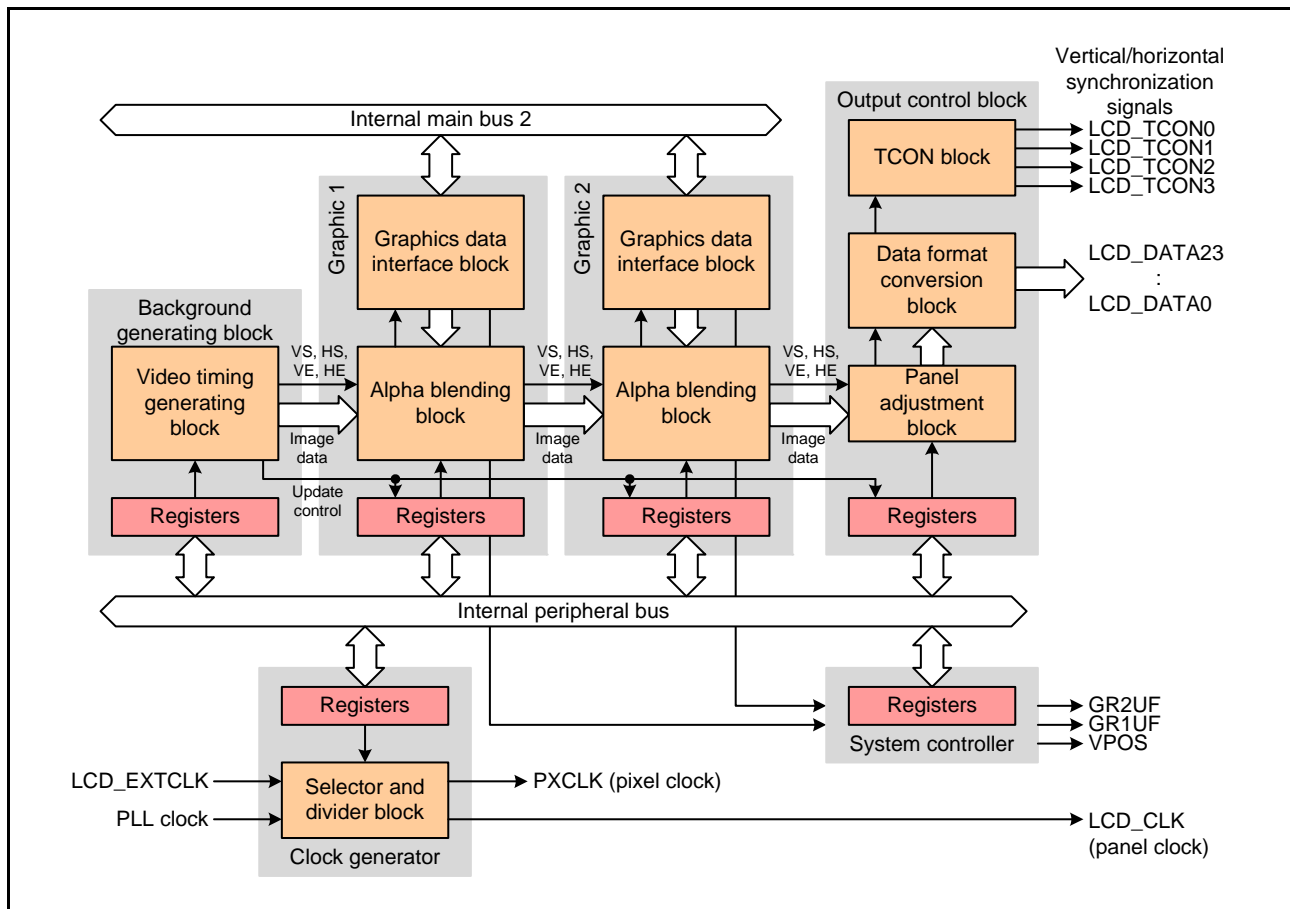 Vertical/horizontal
synchronization
signals
Internal main bus 2
Output control block
TCON block
LCD_TCON0
LCD_TCON1
LCD_TCON2
LCD_TCON3
Graphic 1
Graphics data
interface block
Graphic 2
Graphics data
interface block
Data format
conversion
block
LCD_DATA23
:
LCD_DATA0
Background
generating block
Video timing
generating
block
VS, HS,
VE, HE
Image
data
Alpha blending
block
VS, HS,
VE, HE
Image
data
Alpha blending
block
VS, HS,
VE, HE
Image
data
Panel
adjustment
block
Update
control
Registers
Registers
Registers
Registers
Internal peripheral bus
Registers
Registers
System controller
GR2UF
GR1UF
VPOS
LCD_EXTCLK
PLL clock
Selector and
divider block
Clock generator
PXCLK (pixel clock)
LCD_CLK
(panel clock)